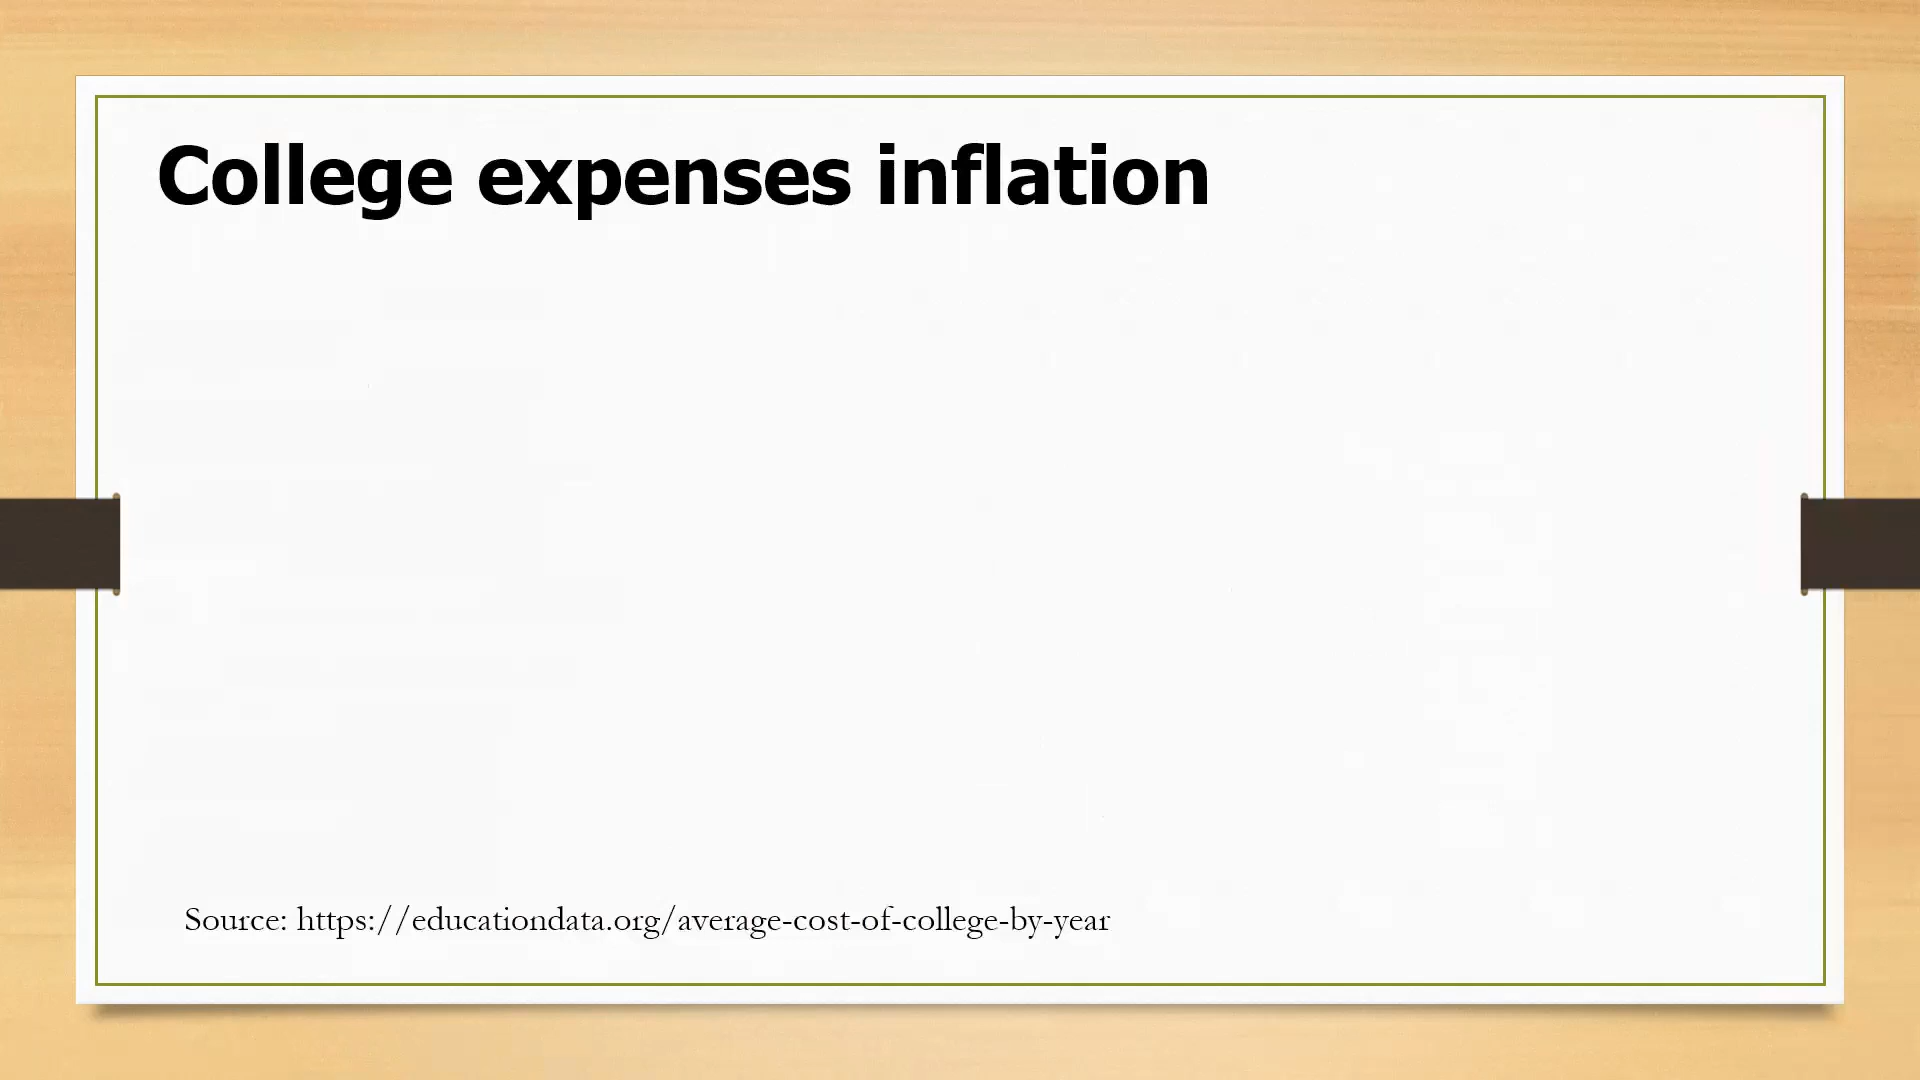 College expenses inflation
Source: https://educationdata.org/average-cost-of-college-by-year